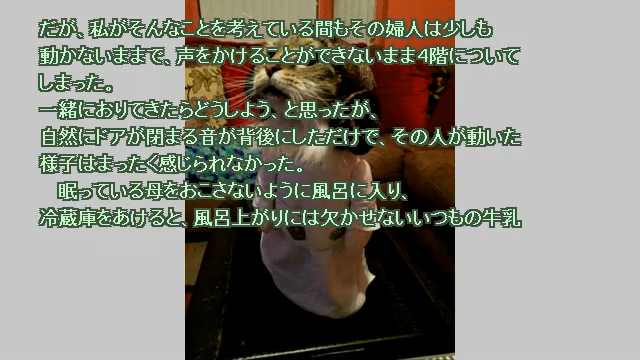 だが、私がそんなことを考えている間もその婦人は少しも
動かないままで、声をかけることができないまま4階について
しまった。
一緒におりてきたらどうしよう、と思ったが、
自然にドアが閉まる音が背後にしただけで、その人が動いた
様子はまったく感じられなかった。
　眠っている母をおこさないように風呂に入り、
冷蔵庫をあけると、風呂上がりには欠かせないいつもの牛乳